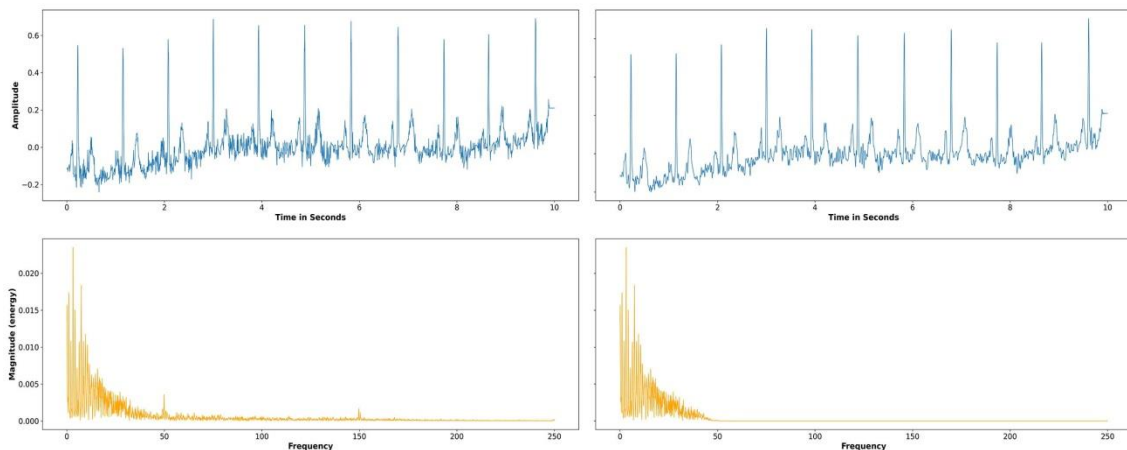 Amplitude
0.6
0.4
0.2
0.0
−0.2
0 2 4 6 8 10
Time in Seconds
0 2 4 6 8 10
Time in Seconds
Magnitude (energy)
0.020
0.015
0.010
0.005
0.000
0 50 100 150 200 250
Frequency
0 50 100 150 200 250
Frequency